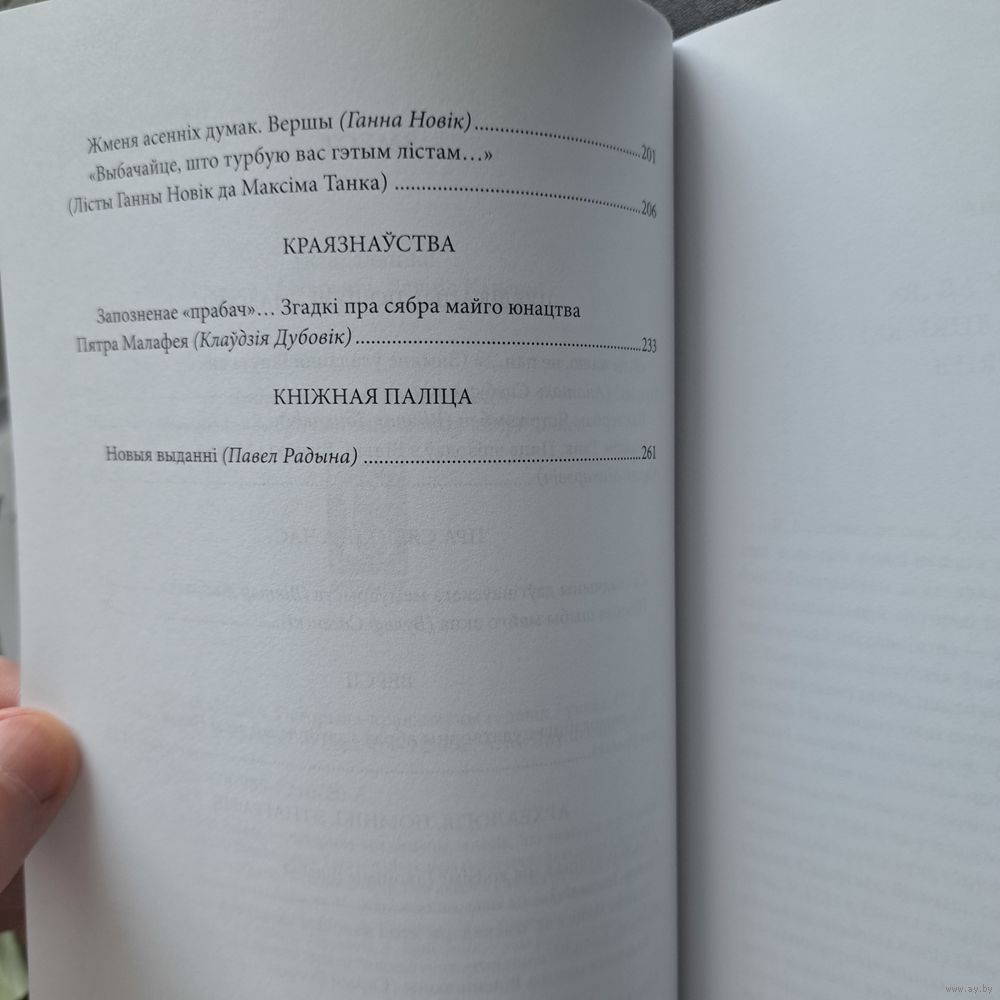 Жменя асенніх думак. Вершы (Ганна Новік)..........201
«Выбачайце, што турбую вас гэтым лістам…»
(Лісты Ганны Новік да Максіма Танка) ..........206
КРАЯЗНАЎСТВА
Запозненае «прабач»… Згадкі пра сябра майго юнацтва
Пятра Малафея (Клаўдзія Дубовік)..........233
КНІЖНАЯ ПАЛІЦА
Новыя выданні (Павел Радына) ..........261
www.ay.by